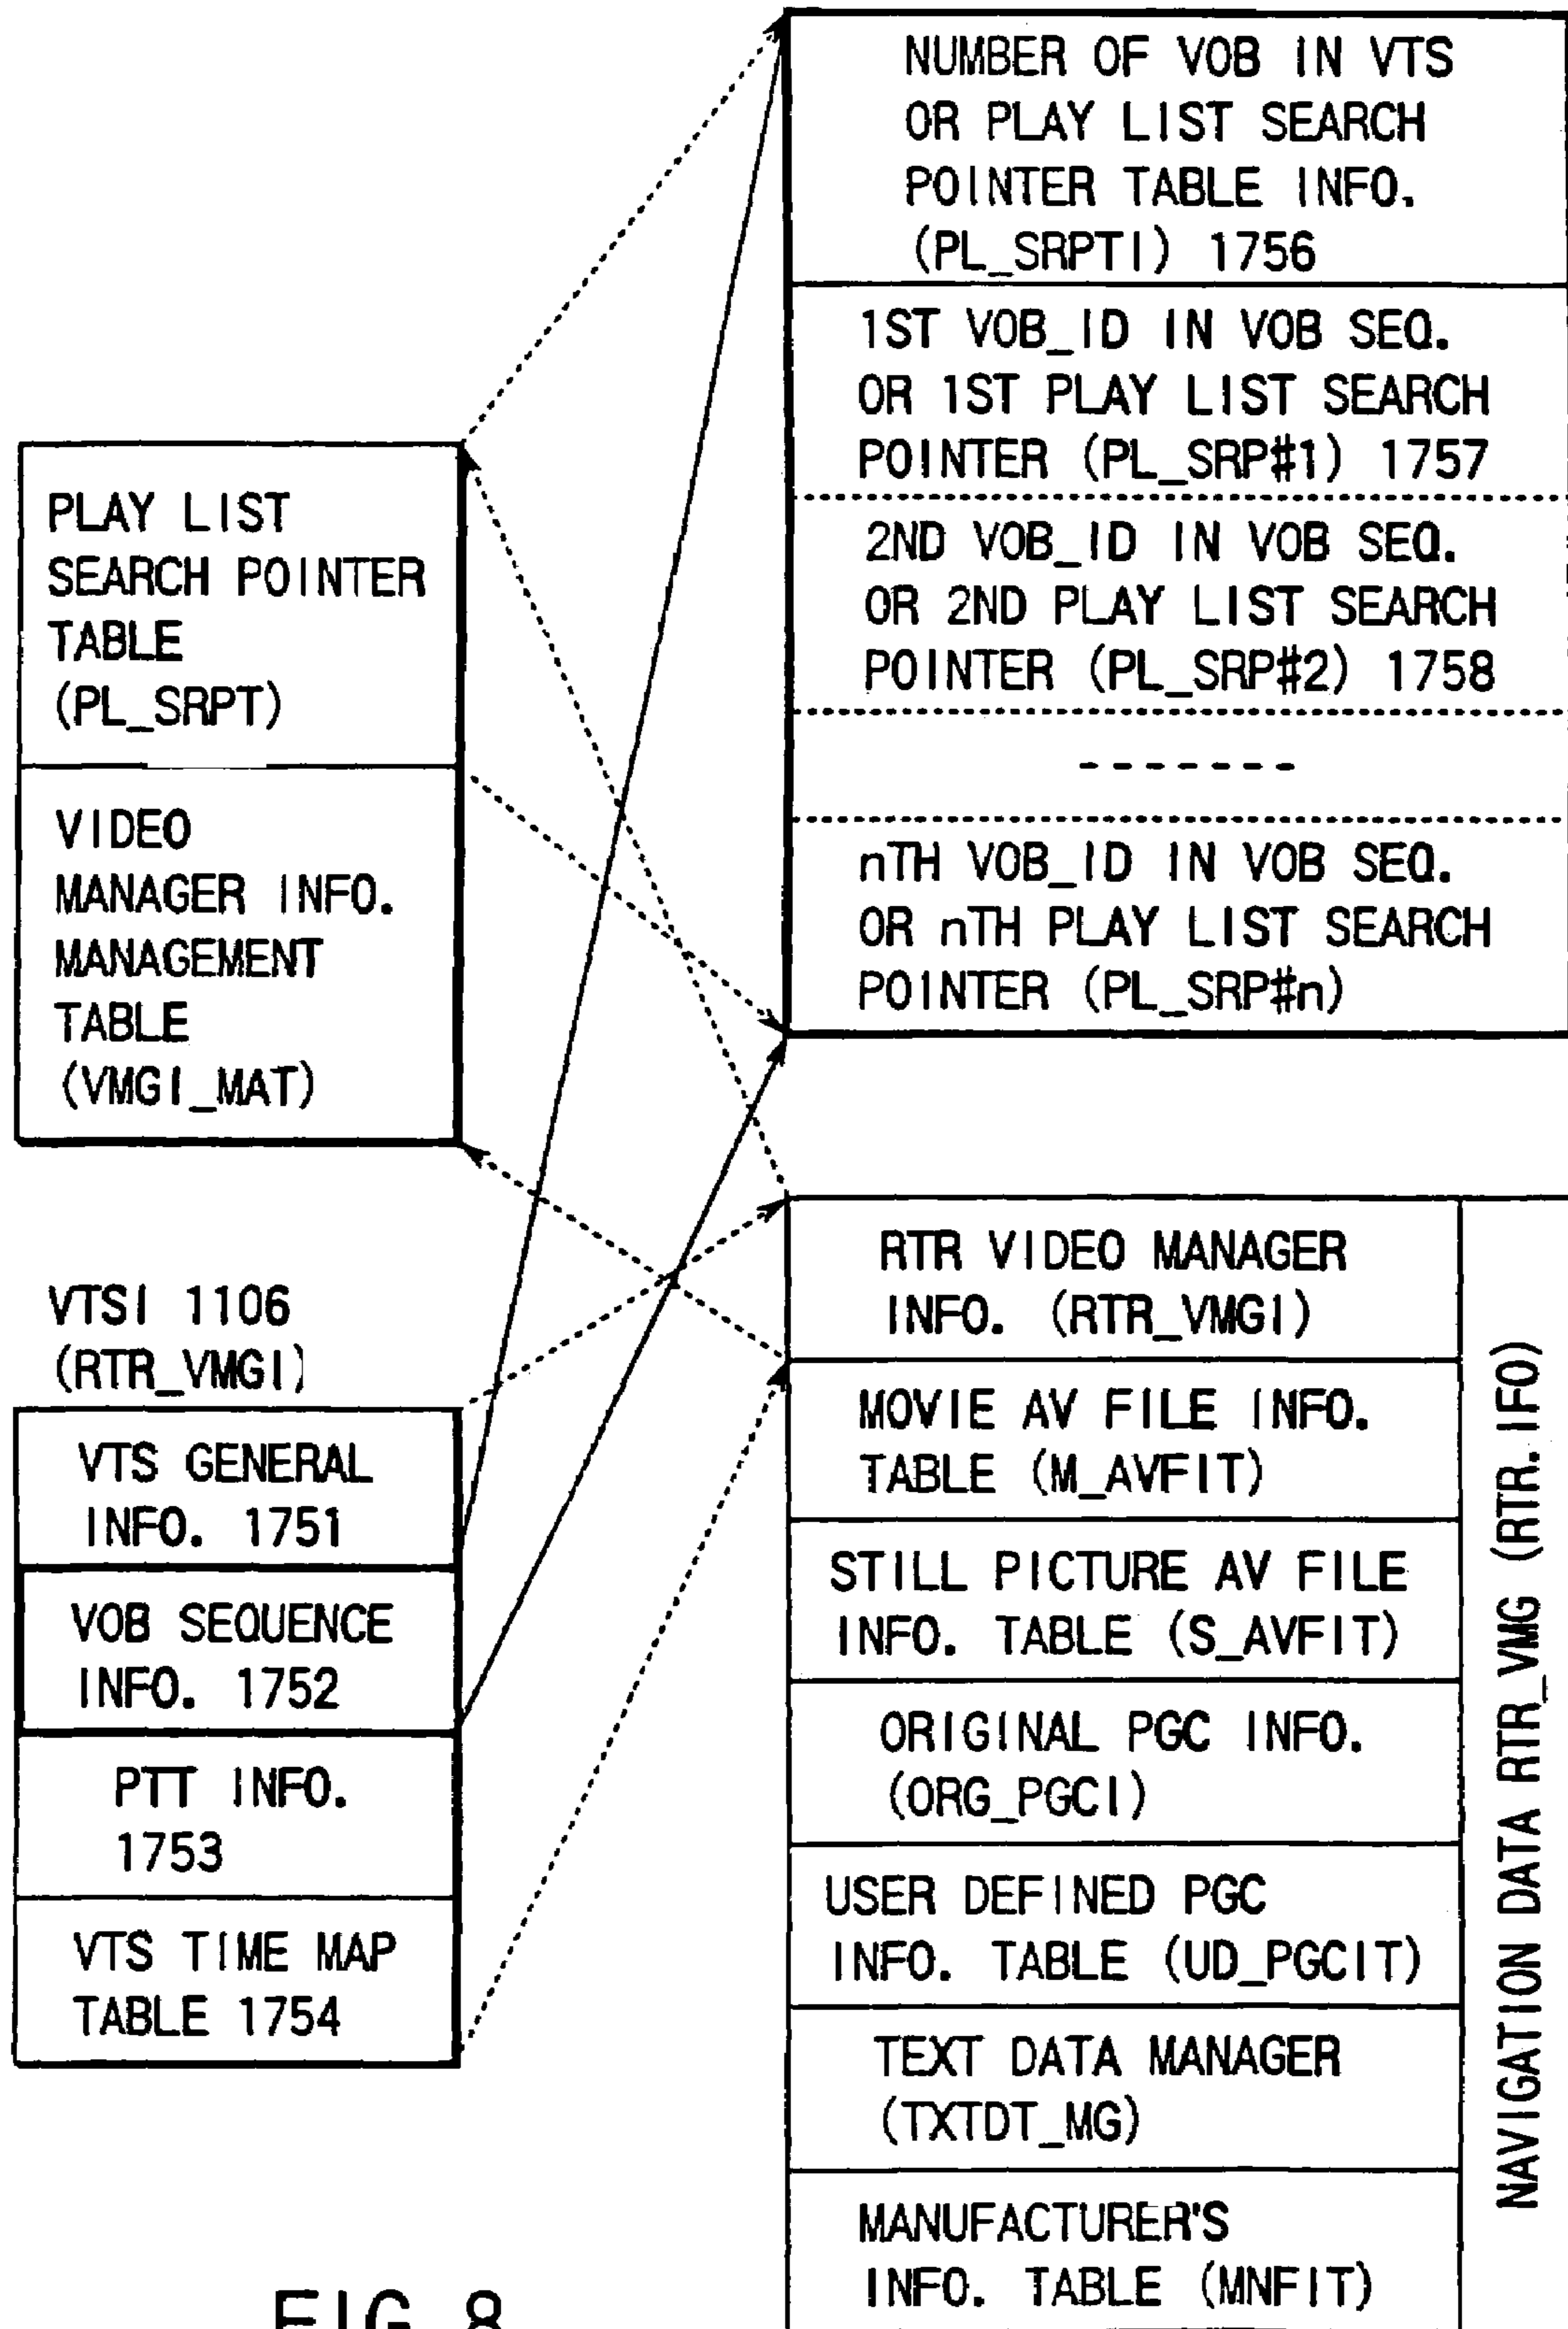 NUMBER OF VOB IN VTS
OR PLAY LIST SEARCH
POINTER TABLE INFO.
(PL_SRPTI) 1756
1ST VOB_ID IN VOB SEQ.
OR 1ST PLAY LIST SEARCH
POINTER (PL_SRP#1) 1757
2ND VOB_ID IN VOB SEQ.
OR 2ND PLAY LIST SEARCH
POINTER (PL_SRP#2) 1758
-------
nTH VOB_ID IN VOB SEQ.
OR nTH PLAY LIST SEARCH
POINTER (PL_SRP#n)
PLAY LIST
SEARCH POINTER
TABLE
(PL_SRPT)
VIDEO
MANAGER INFO.
MANAGEMENT
TABLE
(VMGI_MAT)
VTSI 1106
(RTR_VMGI)
VTS GENERAL
INFO. 1751
VOB SEQUENCE
INFO. 1752
PTT INFO.
1753
VTS TIME MAP
TABLE 1754
RTR VIDEO MANAGER
INFO. (RTR_VMGI)
MOVIE AV FILE INFO.
TABLE (M_AVFIT)
STILL PICTURE AV FILE
INFO. TABLE (S_AVFIT)
ORIGINAL PGC INFO.
(ORG_PGCI)
USER DEFINED PGC
INFO. TABLE (UD_PGCIT)
TEXT DATA MANAGER
(TXTDT_MG)
MANUFACTURER'S
INFO. TABLE (MNFIT)
NAVIGATION DATA RTR_VMG (RTR.IFO)
FIG. 8